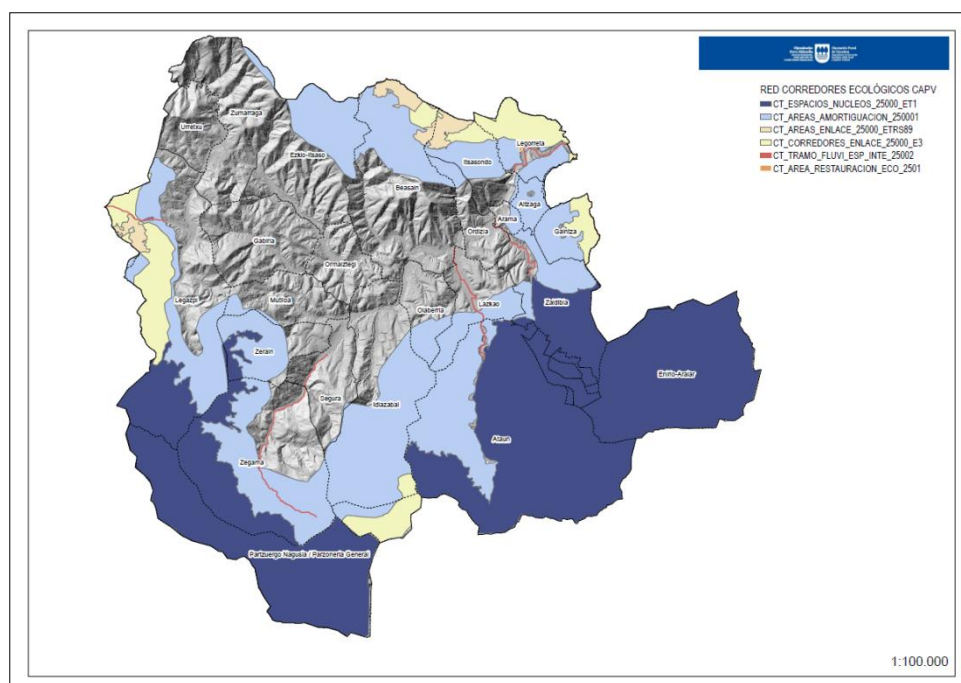 RED CORREDORES ECOLÓGICOS CAPV
CT_ESPACIOS_NUCLEOS_25000_ET1
CT_AREAS_AMORTIGUACION_250001
CT_AREAS_ENLACE_25000_ETRS89
CT_CORREDORES_ENLACE_25000_E3
CT_TRAMO_FLUVI_ESP_INTE_25002
CT_AREA_RESTAURACION_ECO_2501
Zumarraga
Urretxu
Ezkio-Itsaso
Legorreta
Itsasondo
Beasain
Altzaga
Arama
Ordizia
Gaintza
Gabiria
Ormaiztegi
Legazpi
Mutiloa
Zaldibia
Lazkao
Olaberria
Zerain
Enirio-Aralar
Segura
Idiazabal
Ataun
Zegama
Partzuergo Nagusia / Parzonería General
1:100.000